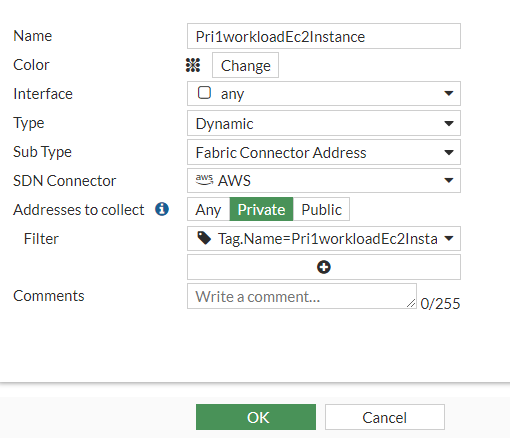 Name Pri1workloadEc2Instance
Color Change
Interface any
Type Dynamic
Sub Type Fabric Connector Address
SDN Connector aws AWS
Addresses to collect i Any Private Public
Filter Tag.Name=Pri1workloadEc2Insta
Comments Write a comment... 0/255
OK Cancel